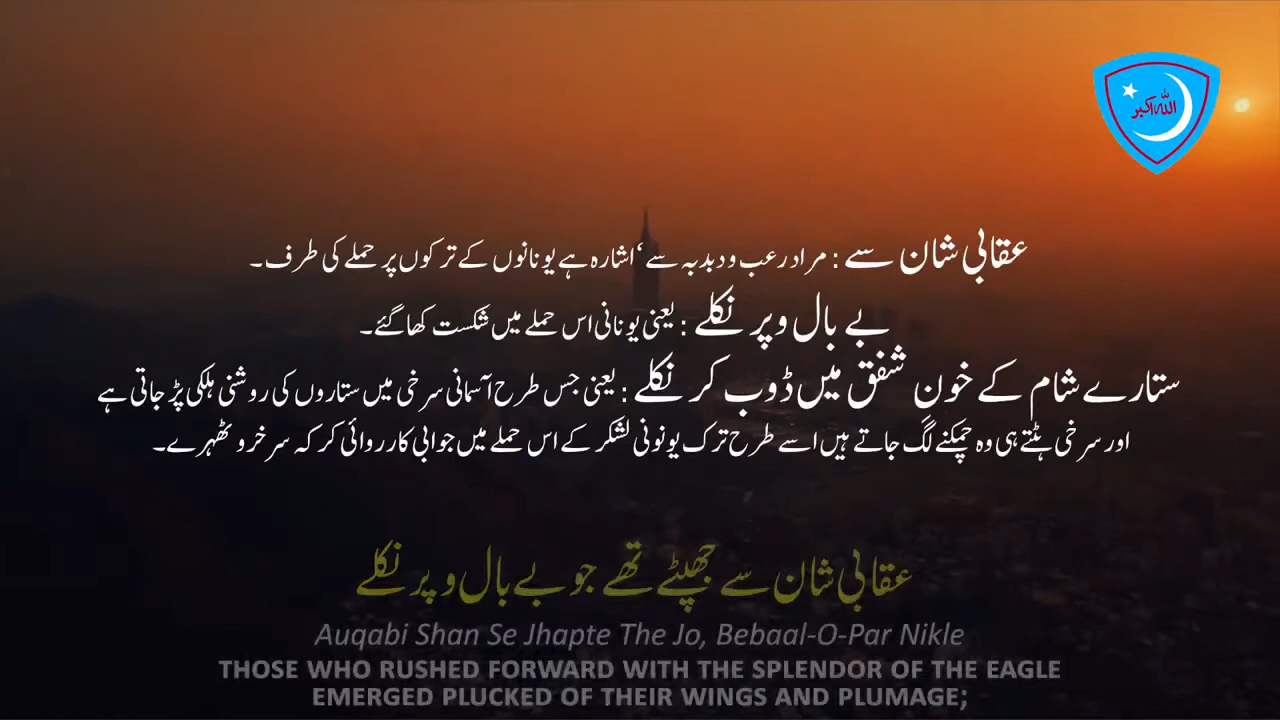 اللہ اکبر
عقابی شان سے : مراد رعب و دبدبہ سے ‘ اشارہ ہے یونانوں کے ترکوں پر حملے کی طرف۔
بے بال و پر نکلے : یعنی یونانی اس حملے میں شکست کھا گئے۔
ستارے شام کے خون شفق میں ڈوب کر نکلے : یعنی جس طرح آسمانی سرخی میں ستاروں کی روشنی ہلکی پڑ جاتی ہے
اور سرخی ہٹتے ہی وہ چمکنے لگ جاتے ہیں اسے طرح ترک یونونی لشکر کے اس حملے میں جوابی کارروائی کر کہ سرخرو ٹھہرے۔
عقابی شان سے جھپٹے تھے جو بے بال و پر نکلے
Auqabi Shan Se Jhapte The Jo, Bebaal-O-Par Nikle
THOSE WHO RUSHED FORWARD WITH THE SPLENDOR OF THE EAGLE
EMERGED PLUCKED OF THEIR WINGS AND PLUMAGE;